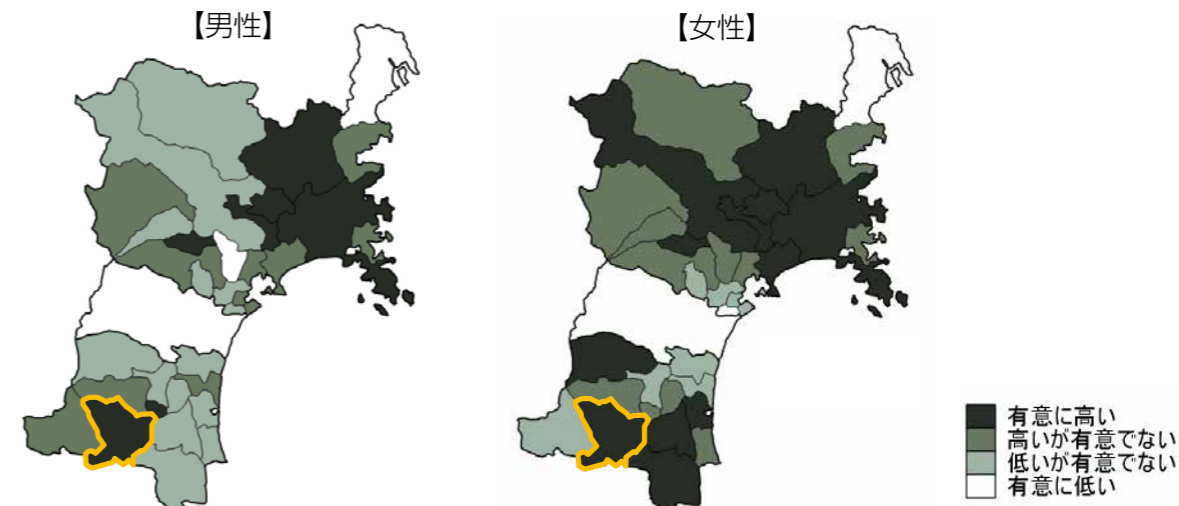 【男性】
【女性】
有意に高い
高いが有意でない
低いが有意でない
有意に低い